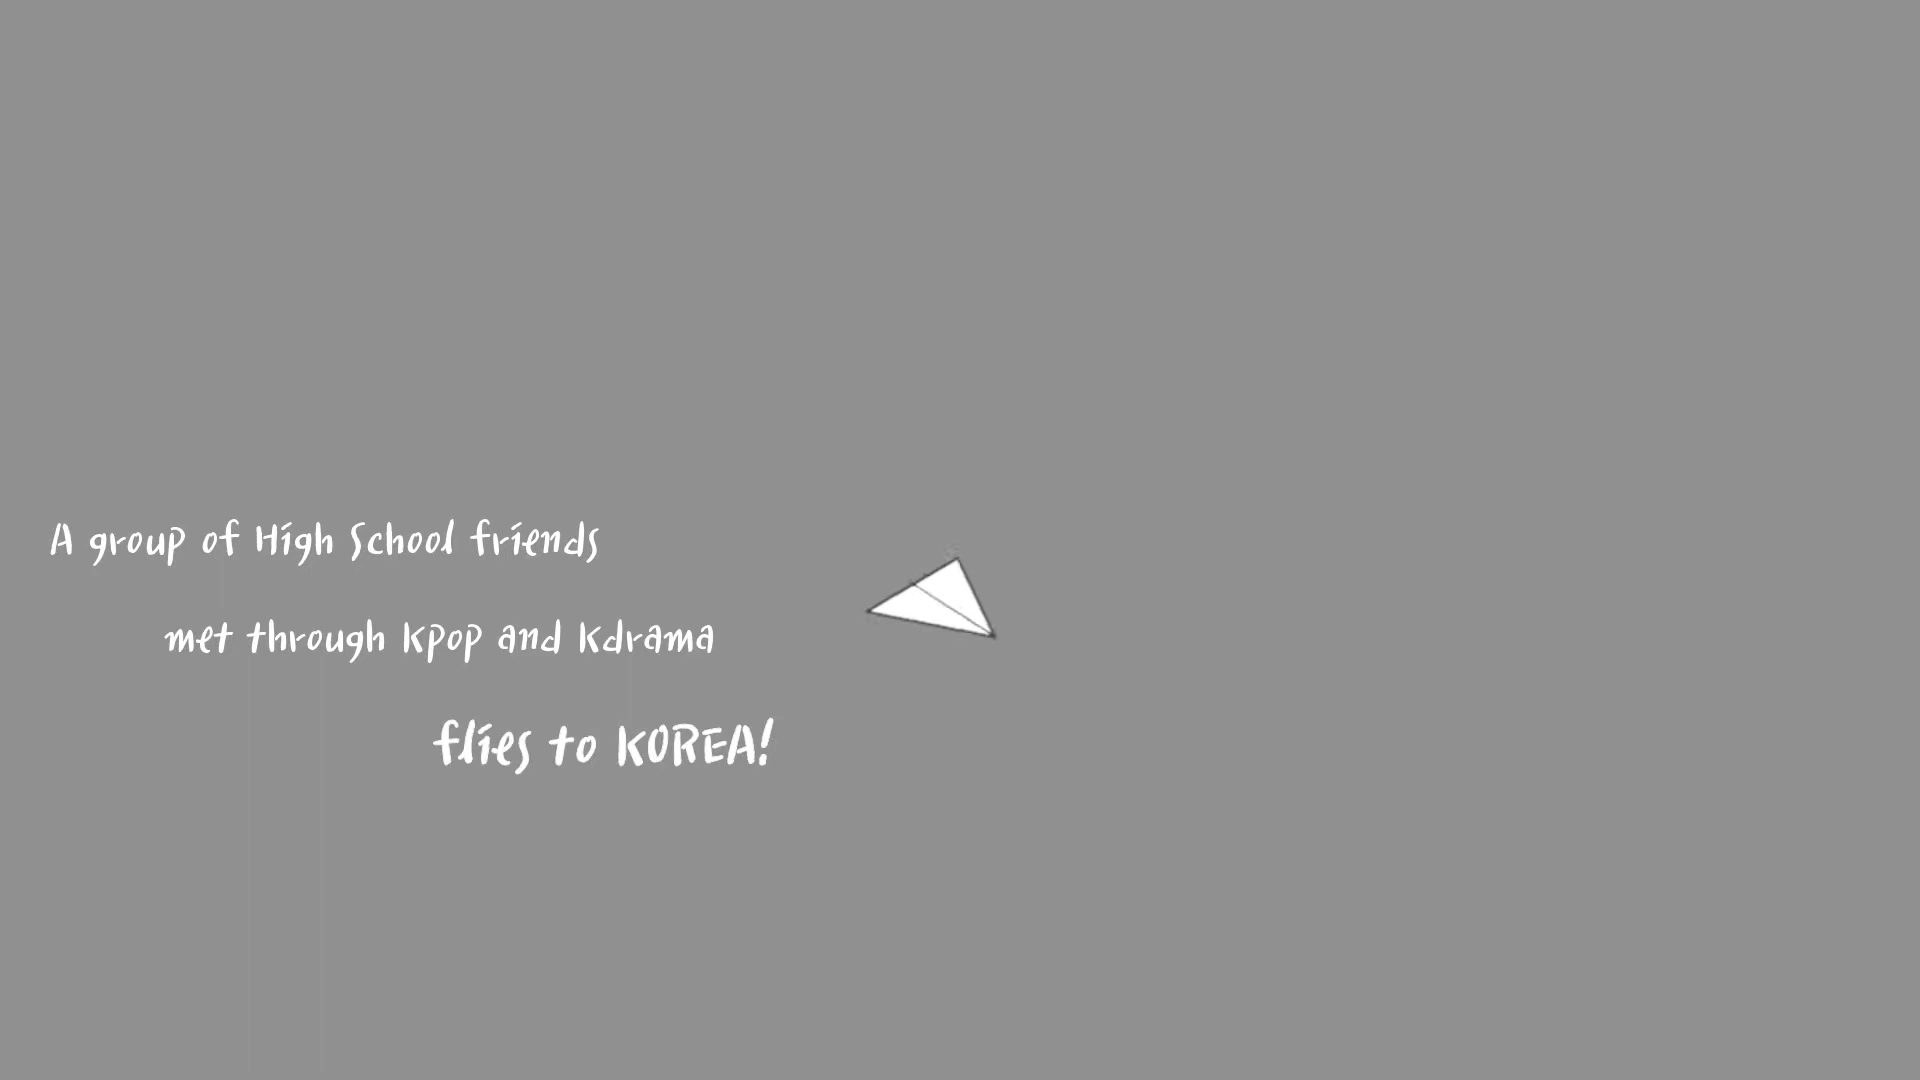 A group of High School friends
met through Kpop and Kdrama
flies to KOREA!